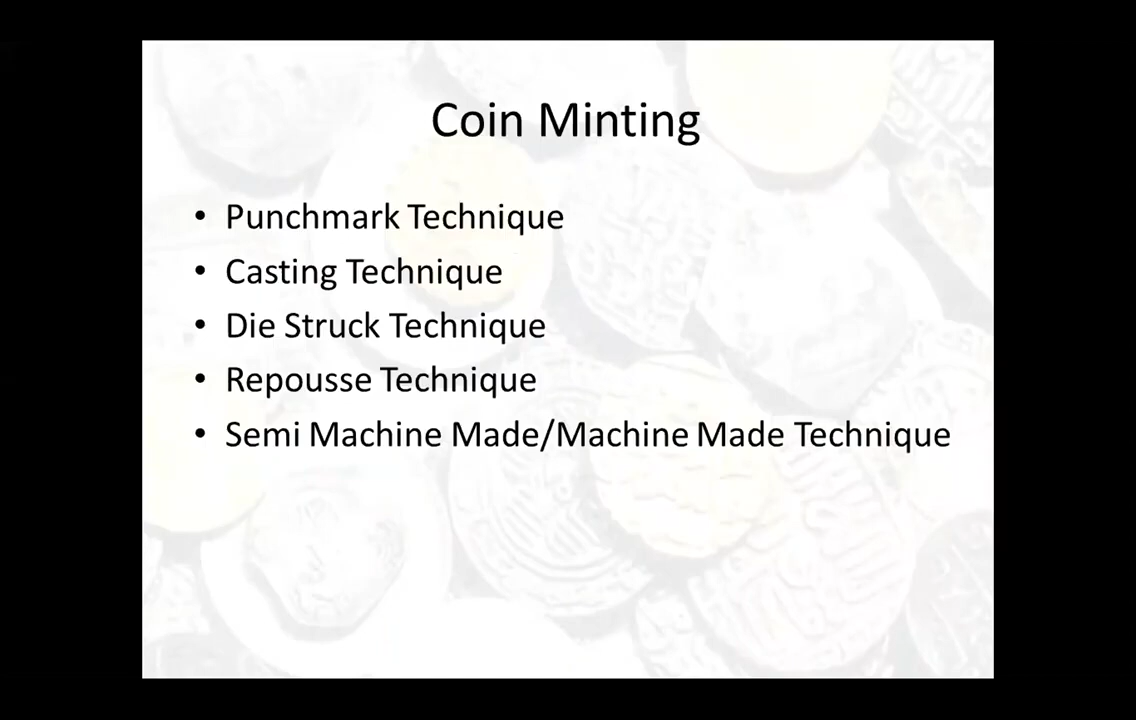 Coin Minting
• Punchmark Technique
• Casting Technique
• Die Struck Technique
• Repousse Technique
• Semi Machine Made/Machine Made Technique